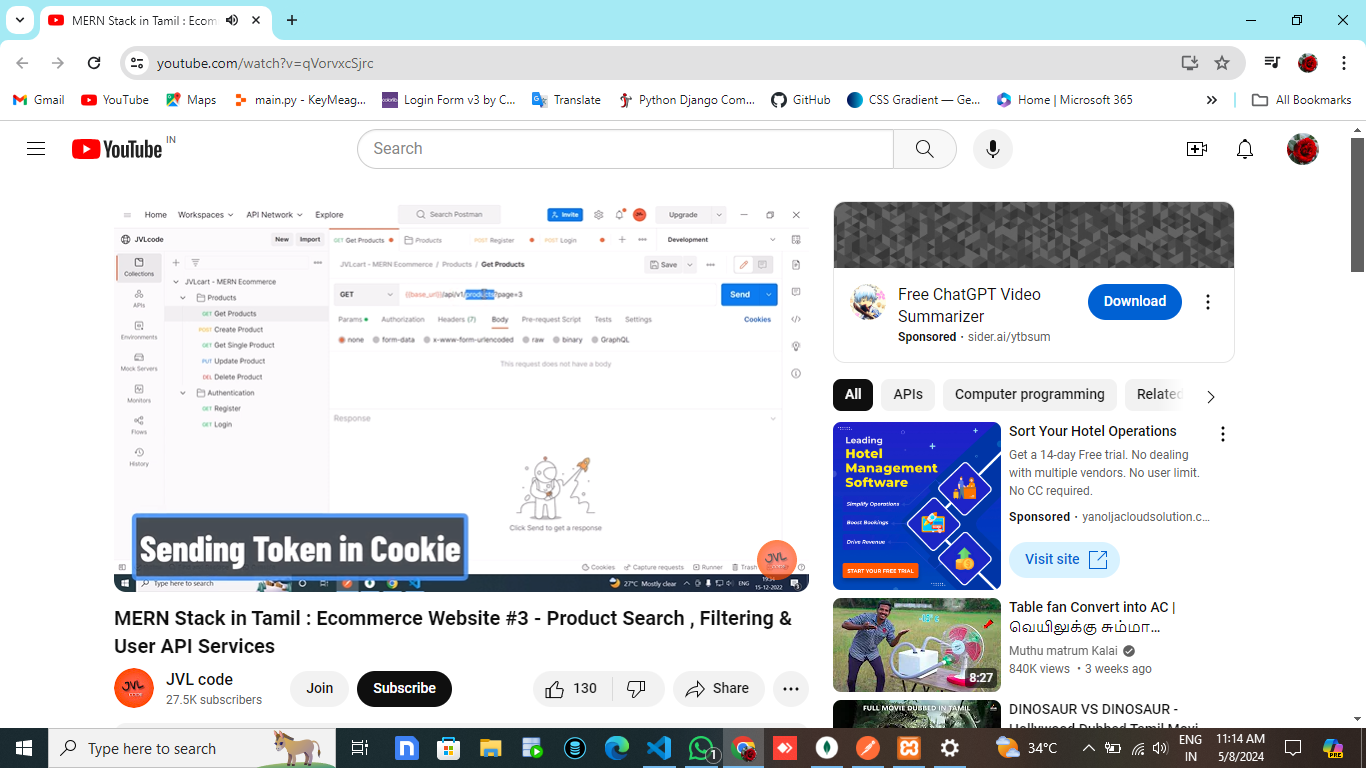 MERN Stack in Tamil : Ecom
youtube.com/watch?v=qVorvxcSjrc
Gmail
YouTube
Maps
main.py - KeyMeag...
Login Form v3 by C...
Translate
Python Django Com...
GitHub
CSS Gradient — Ge...
Home | Microsoft 365
All Bookmarks
YouTube IN
Search
Home Workspaces API Network Explore
Search Postman
Invite
Upgrade
JVLcode
New Import
GET Get Products
Products
POST Register
POST Login
Development
JVLcart - MERN Ecommerce / Products / Get Products
Save
Collections
APIs
Environments
Mock Servers
Monitors
Flows
History
JVLcart - MERN Ecommerce
Products
GET Get Products
POST Create Product
GET Get Single Product
PUT Update Product
DEL Delete Product
Authentication
GET Register
GET Login
GET
{{base_url}}/api/v1/products?page=3
Send
Params Authorization Headers (7) Body Pre-request Script Tests Settings
Cookies
none form-data x-www-form-urlencoded raw binary GraphQL
This request does not have a body
Response
Click Send to get a response
Sending Token in Cookie
JVL
CODE
Cookies Capture requests Runner Trash
Type here to search
27°C Mostly clear
ENG
15-12-2022
MERN Stack in Tamil : Ecommerce Website #3 - Product Search , Filtering &
User API Services
JVL
CODE
JVL code
27.5K subscribers
Join
Subscribe
130
Share
Free ChatGPT Video
Summarizer
Sponsored · sider.ai/ytbsum
Download
All
APIs
Computer programming
Related
Leading
Hotel
Management
Software
Simplify Operations
Boost Bookings
Drive Revenue
START YOUR FREE TRIAL
Sort Your Hotel Operations
Get a 14-day Free trial. No dealing
with multiple vendors. No user limit.
No CC required.
Sponsored · yanoljacloudsolution.c...
Visit site
8:27
Table fan Convert into AC |
வெயிலுக்கு சும்மா...
Muthu matrum Kalai
840K views • 3 weeks ago
FULL MOVIE DUBBED IN TAMIL
DINOSAUR VS DINOSAUR -
Hollywood Dubbed Tamil Movi
Type here to search
1
34°C
ENG
IN
11:14 AM
5/8/2024
PRE